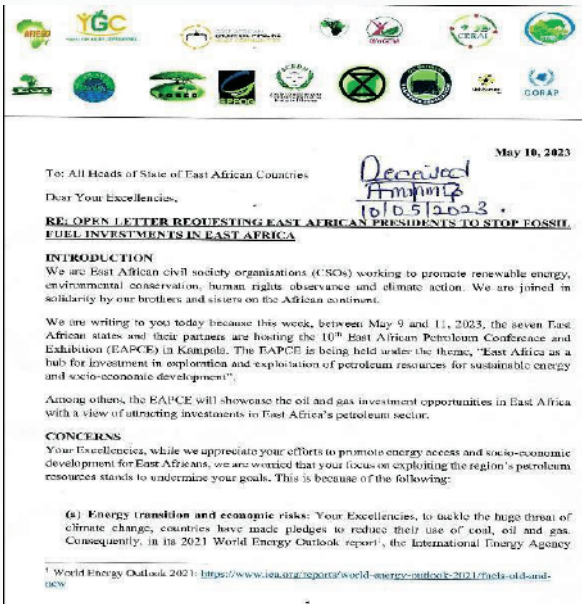 YGC
CERAI
SPFOG
CORAP
May 10, 2023
To: All Heads of State of East African Countries
Received
Dear Your Excellencies,
10/05/2023.
RE: OPEN LETTER REQUESTING EAST AFRICAN PRESIDENTS TO STOP FOSSIL
FUEL INVESTMENTS IN EAST AFRICA
INTRODUCTION
We are East African civil society organisations (CSOs) working to promote renewable energy,
environmental conservation, human rights observance and climate action. We are joined in
solidarity by our brothers and sisters on the African continent.
We are writing to you today because this week, between May 9 and 11, 2023, the seven East
African states and their partners are hosting the 10th East African Petroleum Conference and
Exhibition (EAPCE) in Kampala. The EAPCE is being held under the theme, "East Africa as a
hub for investment in exploration and exploitation of petroleum resources for sustainable energy
and socio-economic development".
Among others, the EAPCE will showcase the oil and gas investment opportunities in East Africa
with a view of attracting investments in East Africa's petroleum sector.
CONCERNS
Your Excellencies, while we appreciate your efforts to promote energy access and socio-economic
development for East Africans, we are worried that your focus on exploiting the region's petroleum
resources stands to undermine your goals. This is because of the following:
(a) Energy transition and economic risks: Your Excellencies, to tackle the huge threat of
climate change, countries have made pledges to reduce their use of coal, oil and gas.
Consequently, in its 2021 World Energy Outlook report¹, the International Energy Agency
¹ World Energy Outlook 2021: https://www.iea.org/reports/world-energy-outlook-2021/fuels-old-and-
new